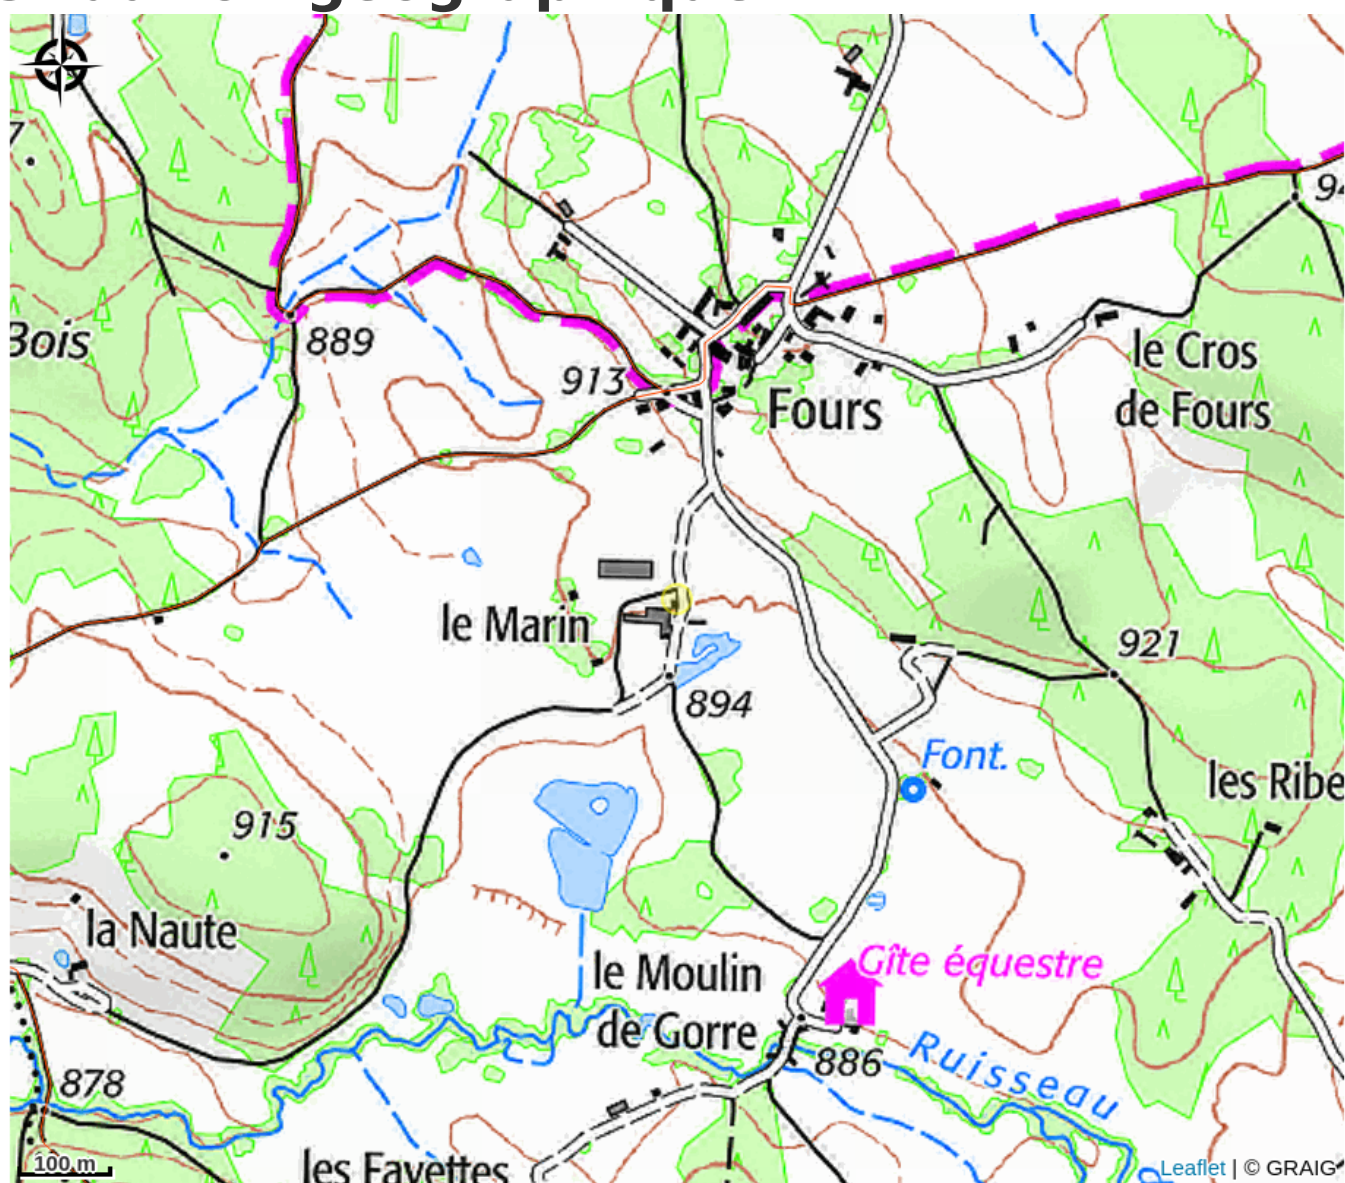 Bois
889
913
Fours
le Cros
de Fours
le Marin
894
921
Font.
les Ribe
915
la Naute
le Moulin
de Gorre
Gîte équestre
886
Ruisseau
878
les Fayettes
100 m
Leaflet | © GRAIG